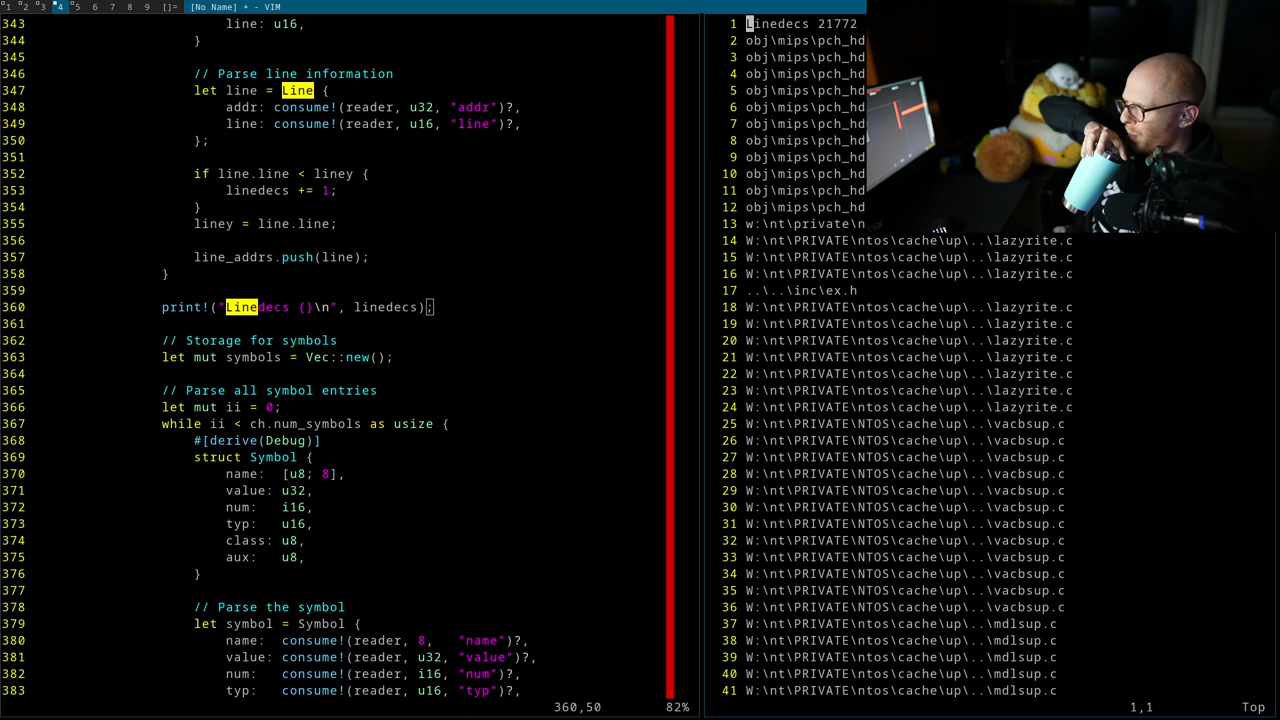 1 2 3 4 5 6 7 8 9 []= [No Name] + - VIM
343 line: u16,
344 }
345
346 // Parse line information
347 let line = Line {
348 addr: consume!(reader, u32, "addr")?,
349 line: consume!(reader, u16, "line")?,
350 };
351
352 if line.line < liney {
353 linedecs += 1;
354 }
355 liney = line.line;
356
357 line_addrs.push(line);
358 }
359
360 print!("Linedecs {}\n", linedecs);
361
362 // Storage for symbols
363 let mut symbols = Vec::new();
364
365 // Parse all symbol entries
366 let mut ii = 0;
367 while ii < ch.num_symbols as usize {
368 #[derive(Debug)]
369 struct Symbol {
370 name: [u8; 8],
371 value: u32,
372 num: i16,
373 typ: u16,
374 class: u8,
375 aux: u8,
376 }
377
378 // Parse the symbol
379 let symbol = Symbol {
380 name: consume!(reader, 8, "name")?,
381 value: consume!(reader, u32, "value")?,
382 num: consume!(reader, i16, "num")?,
383 typ: consume!(reader, u16, "typ")?,
360,50 82%
1 Linedecs 21772
2 obj\mips\pch_hd
3 obj\mips\pch_hd
4 obj\mips\pch_hd
5 obj\mips\pch_hd
6 obj\mips\pch_hd
7 obj\mips\pch_hd
8 obj\mips\pch_hd
9 obj\mips\pch_hd
10 obj\mips\pch_hd
11 obj\mips\pch_hd
12 obj\mips\pch_hd
13 w:\nt\private\n
14 W:\nt\PRIVATE\ntos\cache\up\..\lazyrite.c
15 W:\nt\PRIVATE\ntos\cache\up\..\lazyrite.c
16 W:\nt\PRIVATE\ntos\cache\up\..\lazyrite.c
17 ..\..\inc\ex.h
18 W:\nt\PRIVATE\ntos\cache\up\..\lazyrite.c
19 W:\nt\PRIVATE\ntos\cache\up\..\lazyrite.c
20 W:\nt\PRIVATE\ntos\cache\up\..\lazyrite.c
21 W:\nt\PRIVATE\ntos\cache\up\..\lazyrite.c
22 W:\nt\PRIVATE\ntos\cache\up\..\lazyrite.c
23 W:\nt\PRIVATE\ntos\cache\up\..\lazyrite.c
24 W:\nt\PRIVATE\ntos\cache\up\..\lazyrite.c
25 W:\nt\PRIVATE\NTOS\cache\up\..\vacbsup.c
26 W:\nt\PRIVATE\NTOS\cache\up\..\vacbsup.c
27 W:\nt\PRIVATE\NTOS\cache\up\..\vacbsup.c
28 W:\nt\PRIVATE\NTOS\cache\up\..\vacbsup.c
29 W:\nt\PRIVATE\NTOS\cache\up\..\vacbsup.c
30 W:\nt\PRIVATE\NTOS\cache\up\..\vacbsup.c
31 W:\nt\PRIVATE\NTOS\cache\up\..\vacbsup.c
32 W:\nt\PRIVATE\NTOS\cache\up\..\vacbsup.c
33 W:\nt\PRIVATE\NTOS\cache\up\..\vacbsup.c
34 W:\nt\PRIVATE\NTOS\cache\up\..\vacbsup.c
35 W:\nt\PRIVATE\NTOS\cache\up\..\vacbsup.c
36 W:\nt\PRIVATE\NTOS\cache\up\..\vacbsup.c
37 W:\nt\PRIVATE\NTOS\cache\up\..\mdlsup.c
38 W:\nt\PRIVATE\NTOS\cache\up\..\mdlsup.c
39 W:\nt\PRIVATE\NTOS\cache\up\..\mdlsup.c
40 W:\nt\PRIVATE\NTOS\cache\up\..\mdlsup.c
41 W:\nt\PRIVATE\NTOS\cache\up\..\mdlsup.c
1,1 Top